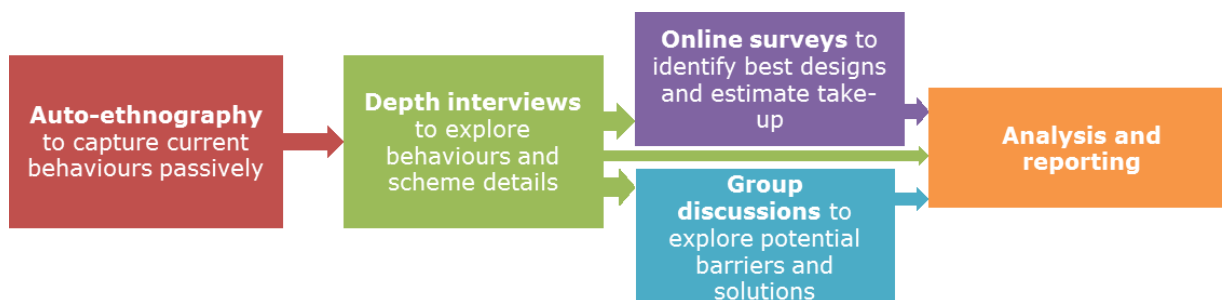 Auto-ethnography
to capture current
behaviours passively
Depth interviews
to explore
behaviours and
scheme details
Online surveys to
identify best designs
and estimate take-
up
Group
discussions to
explore potential
barriers and
solutions
Analysis and
reporting